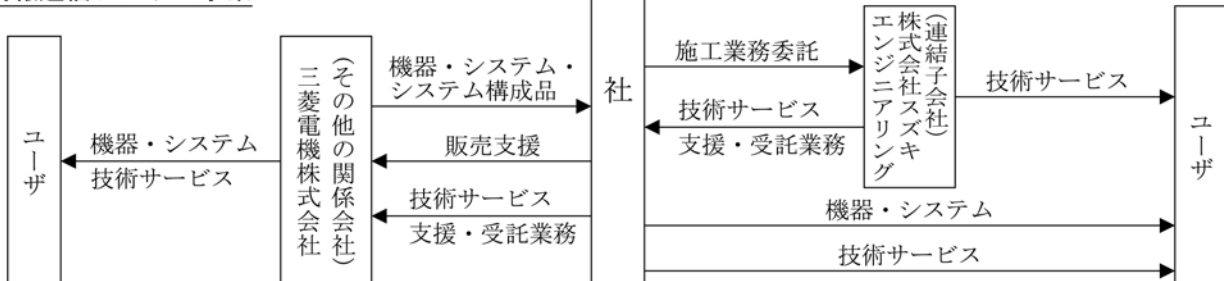 ユーザ
機器・システム
技術サービス
三菱電機株式会社
(その他の関係会社)
機器・システム・
システム構成品
販売支援
技術サービス
支援・受託業務
社
施工業務委託
技術サービス
支援・受託業務
(連結子会社)
株式会社スズキ
エンジニアリング
技術サービス
機器・システム
技術サービス
ユーザ